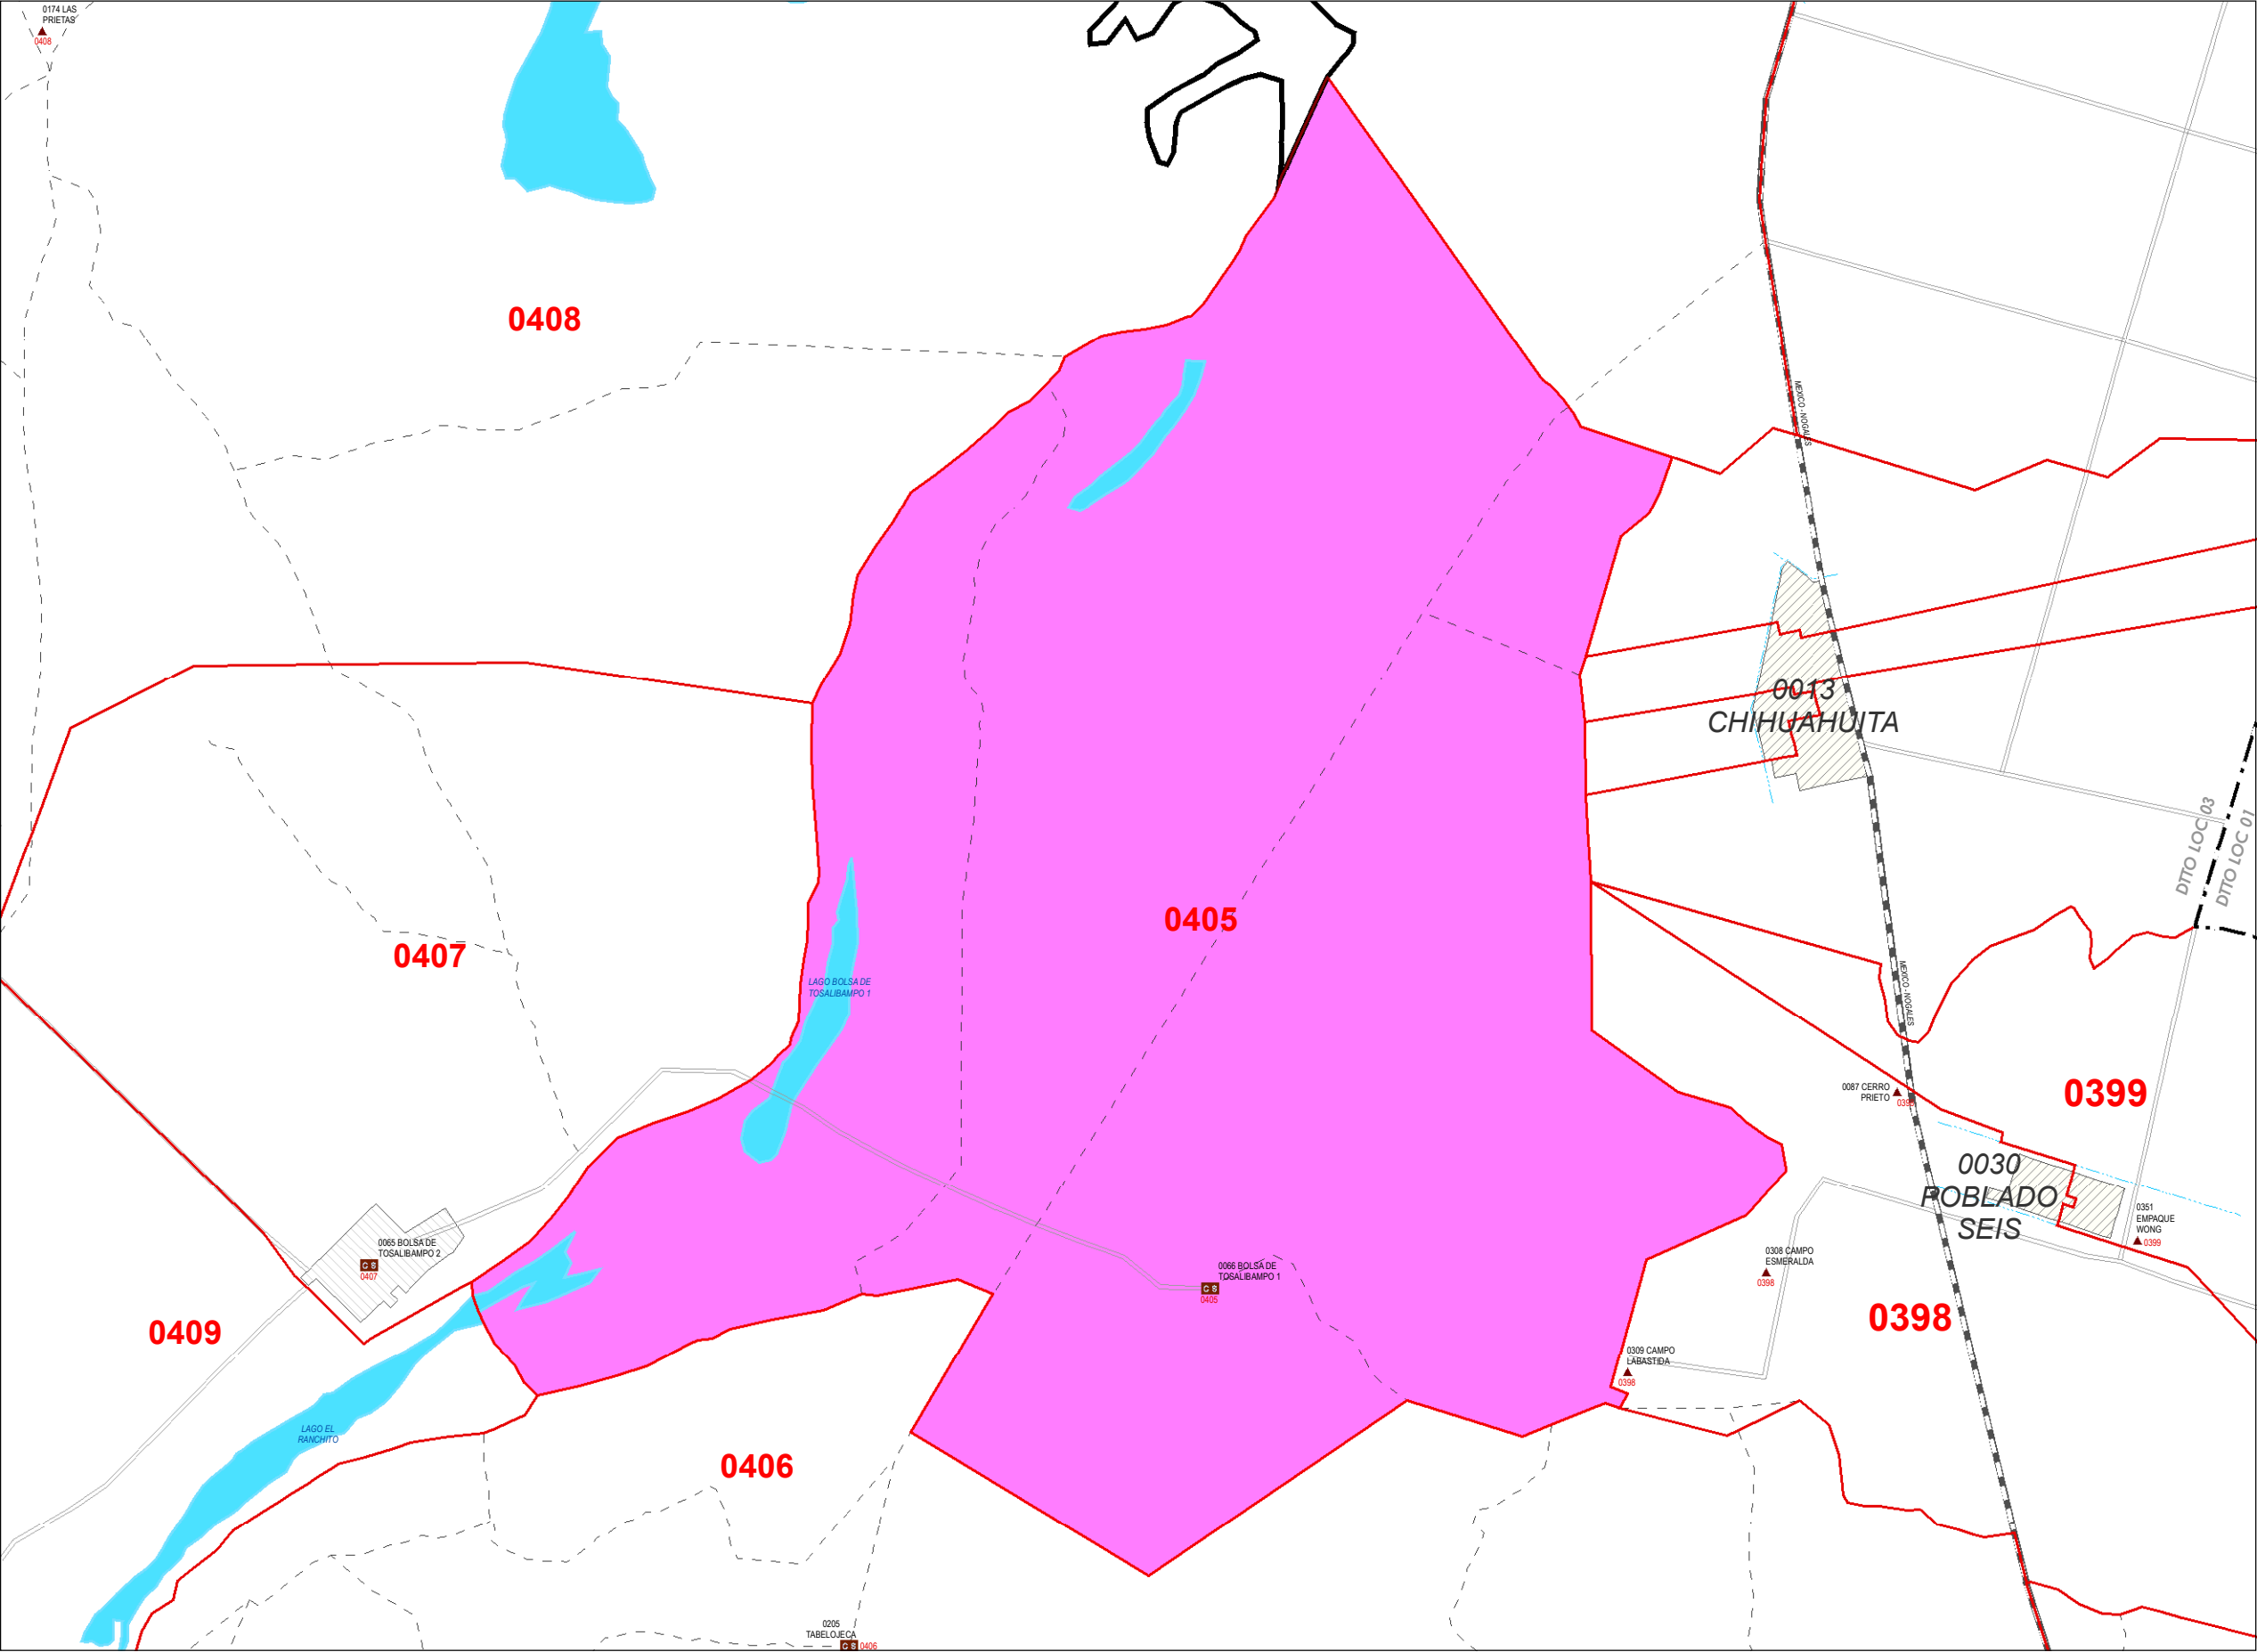 0174 LAS
PRIETAS
0408
0408
MEXICO - NOGALES
0013
CHIHUAHUITA
DTTO LOC 03
DTTO LOC 01
0405
0407
LAGO BOLSA DE
TOSALIBAMPO 1
MEXICO - NOGALES
0087 CERRO
PRIETO
0399
0030
POBLADO
SEIS
0351
EMPAQUE
WONG
0399
0065 BOLSA DE
TOSALIBAMPO 2
C S
0407
0066 BOLSA DE
TOSALIBAMPO 1
C S
0405
0308 CAMPO
ESMERALDA
0398
0409
0398
0309 CAMPO
LABASTIDA
0398
LAGO EL
RANCHITO
0406
0205
TABELOJECA
C S 0406